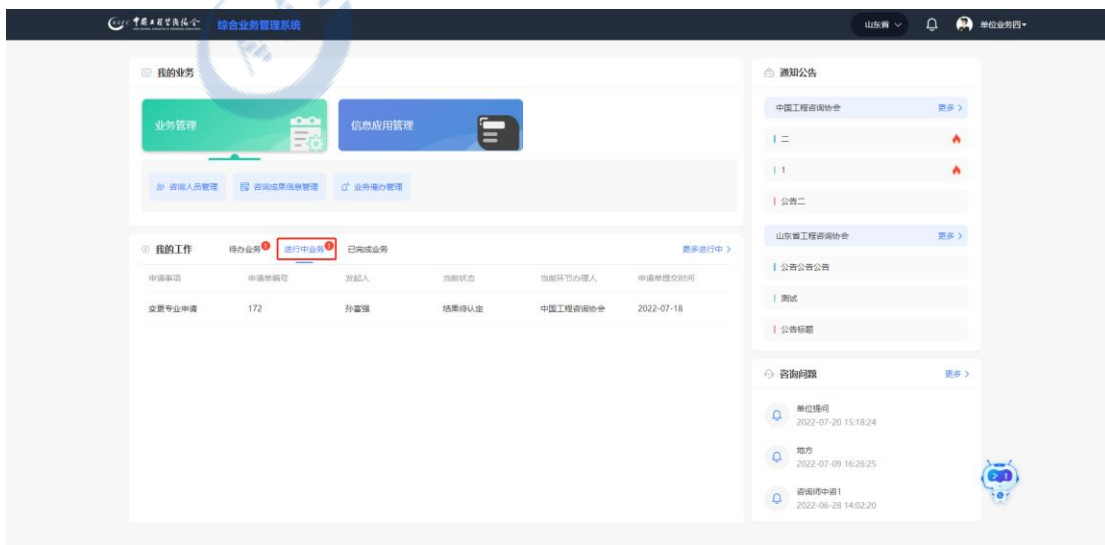 中国工程咨询协会 综合业务管理系统 山东省 单位业务四
我的业务
业务管理 信息应用管理
咨询人员管理 咨询成果信息管理 业务催办管理
我的工作 待办业务 1 进行中业务 1 已完成业务 更多进行中 >
申请事项 申请单编号 发起人 当前状态 当前环节办理人 申请单提交时间
变更专业申请 172 孙富强 结果待认定 中国工程咨询协会 2022-07-18
通知公告
中国工程咨询协会 更多 >
二
1
公告二
山东省工程咨询协会 更多 >
公告公告公告
测试
公告标题
咨询问题 更多 >
单位提问
2022-07-20 15:18:24
地方
2022-07-09 16:26:25
咨询师中咨1
2022-06-28 14:02:20